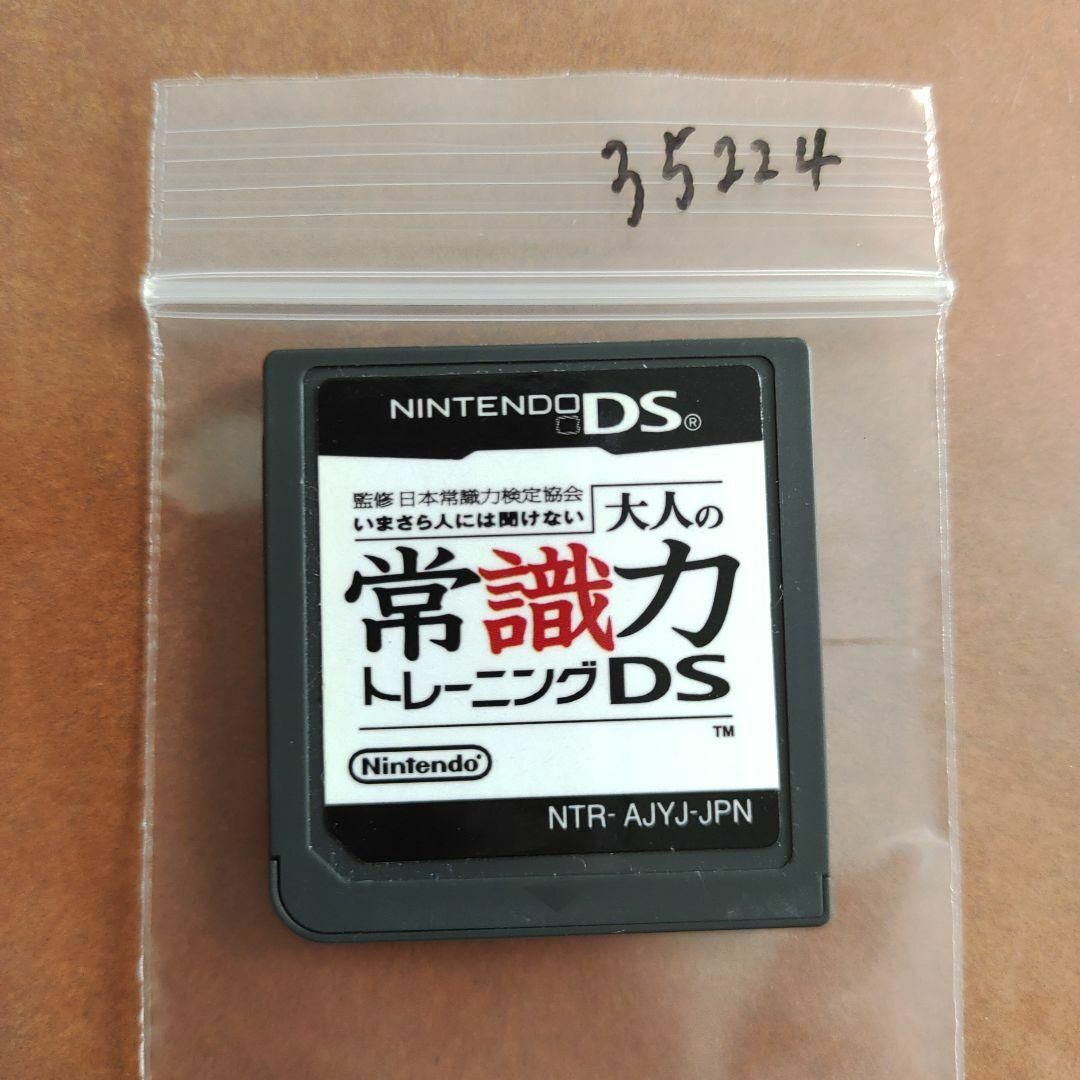 35224
NINTENDO DS®
監修 日本常識力検定協会
いまさら人には聞けない
大人の
常識力
トレーニングDS
TM
Nintendo
NTR- AJYJ-JPN